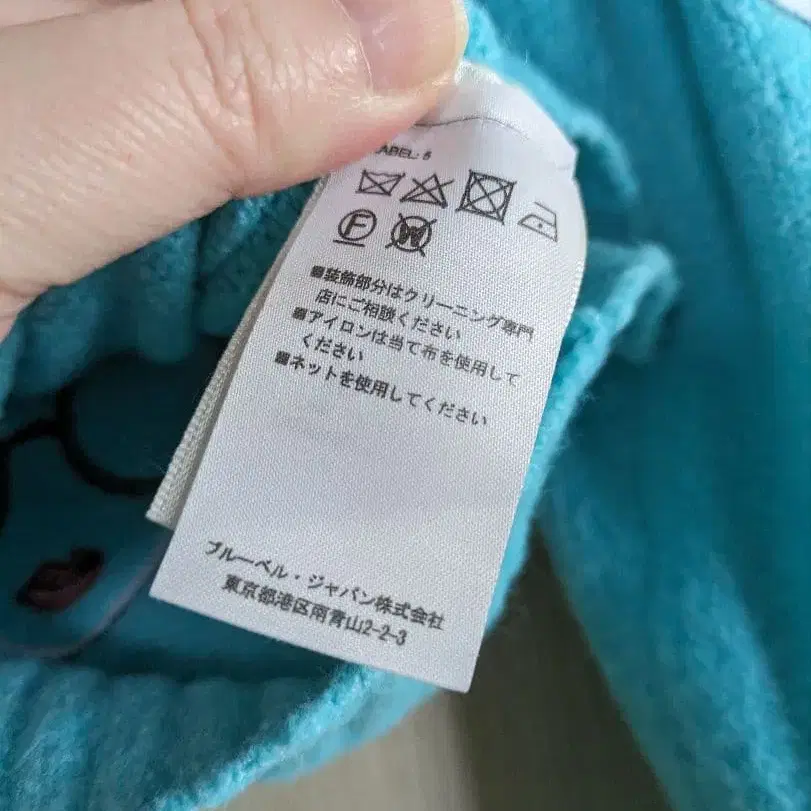 ABEL: 5
F W
■装飾部分はクリーニング専門
店にご相談ください
■アイロンは当て布を使用して
ください
■ネットを使用してください
ブルーベル・ジャパン株式会社
東京都港区南青山2-2-3